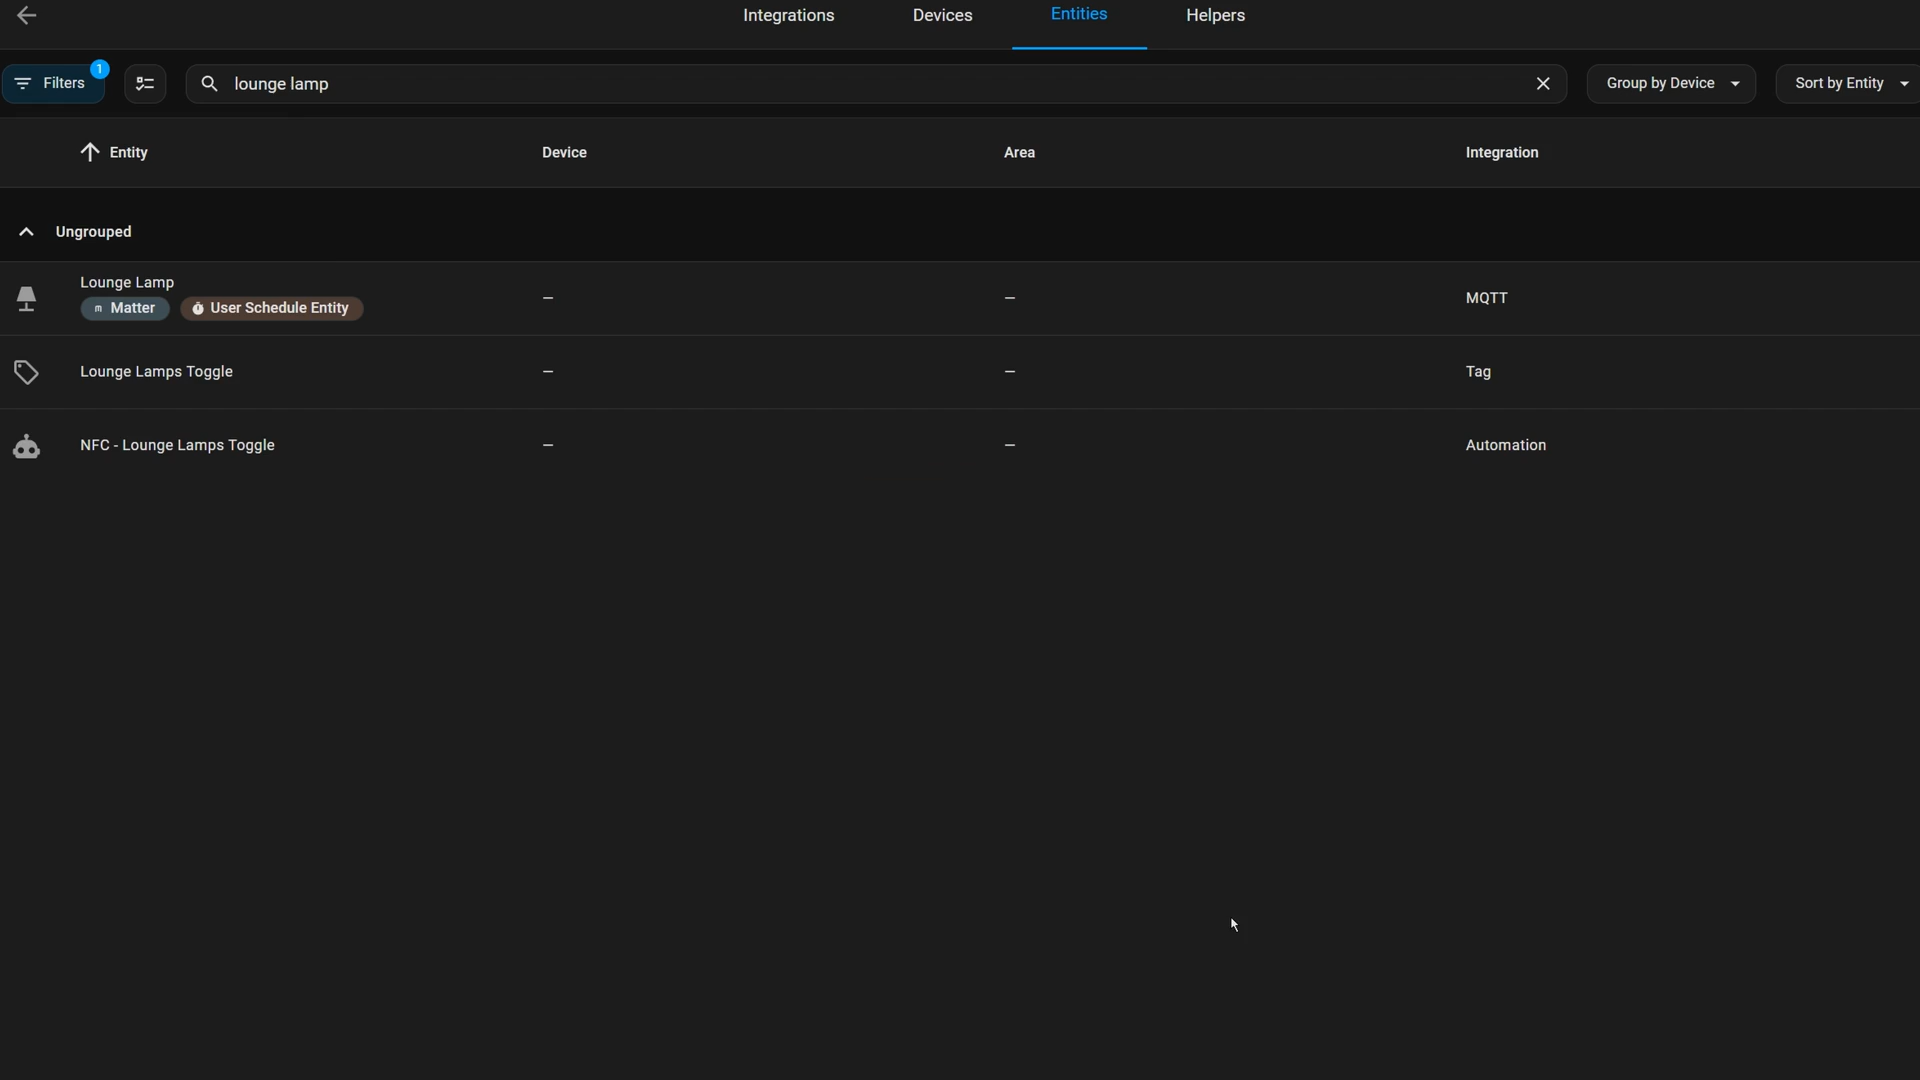 Integrations Devices Entities Helpers
Filters 1 lounge lamp Group by Device Sort by Entity
Entity Device Area Integration
Ungrouped
Lounge Lamp
m Matter User Schedule Entity – – MQTT
Lounge Lamps Toggle – – Tag
NFC - Lounge Lamps Toggle – – Automation